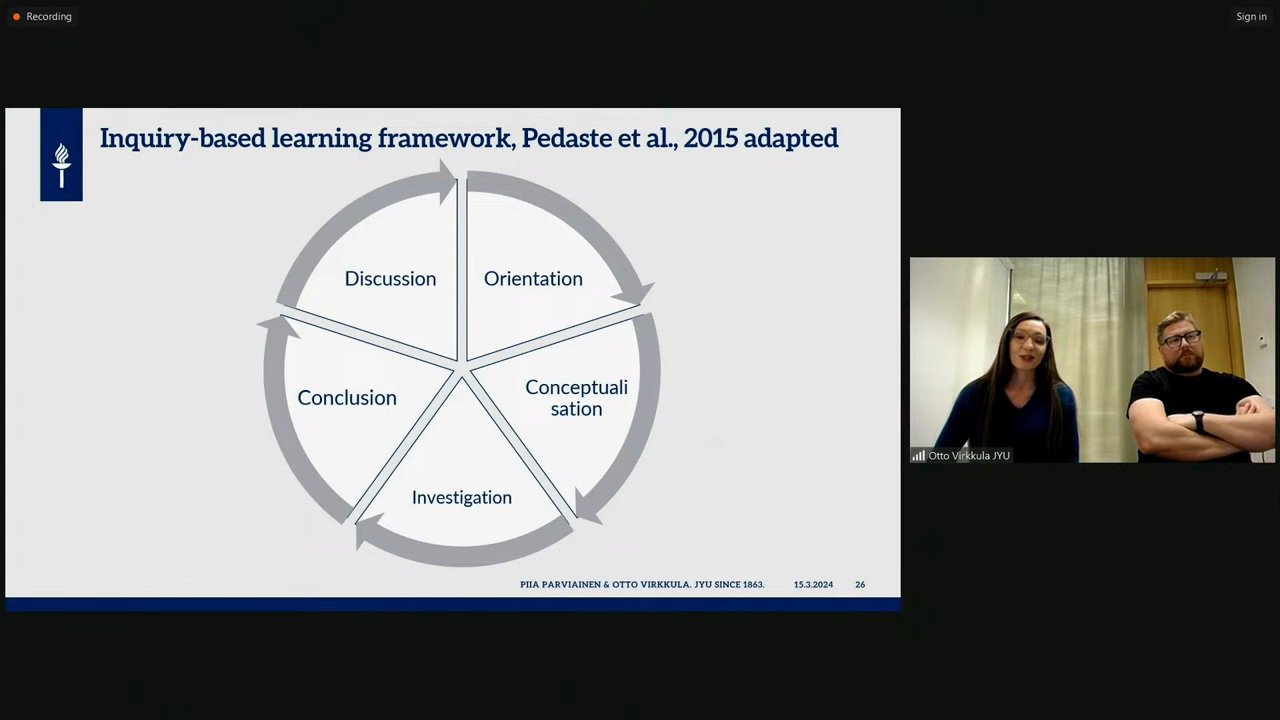 Recording
Sign in
Inquiry-based learning framework, Pedaste et al., 2015 adapted
Discussion
Orientation
Conceptuali
sation
Conclusion
Investigation
Otto Virkkula JYU
PIIA PARVIAINEN & OTTO VIRKKULA. JYU SINCE 1863. 15.3.2024 26